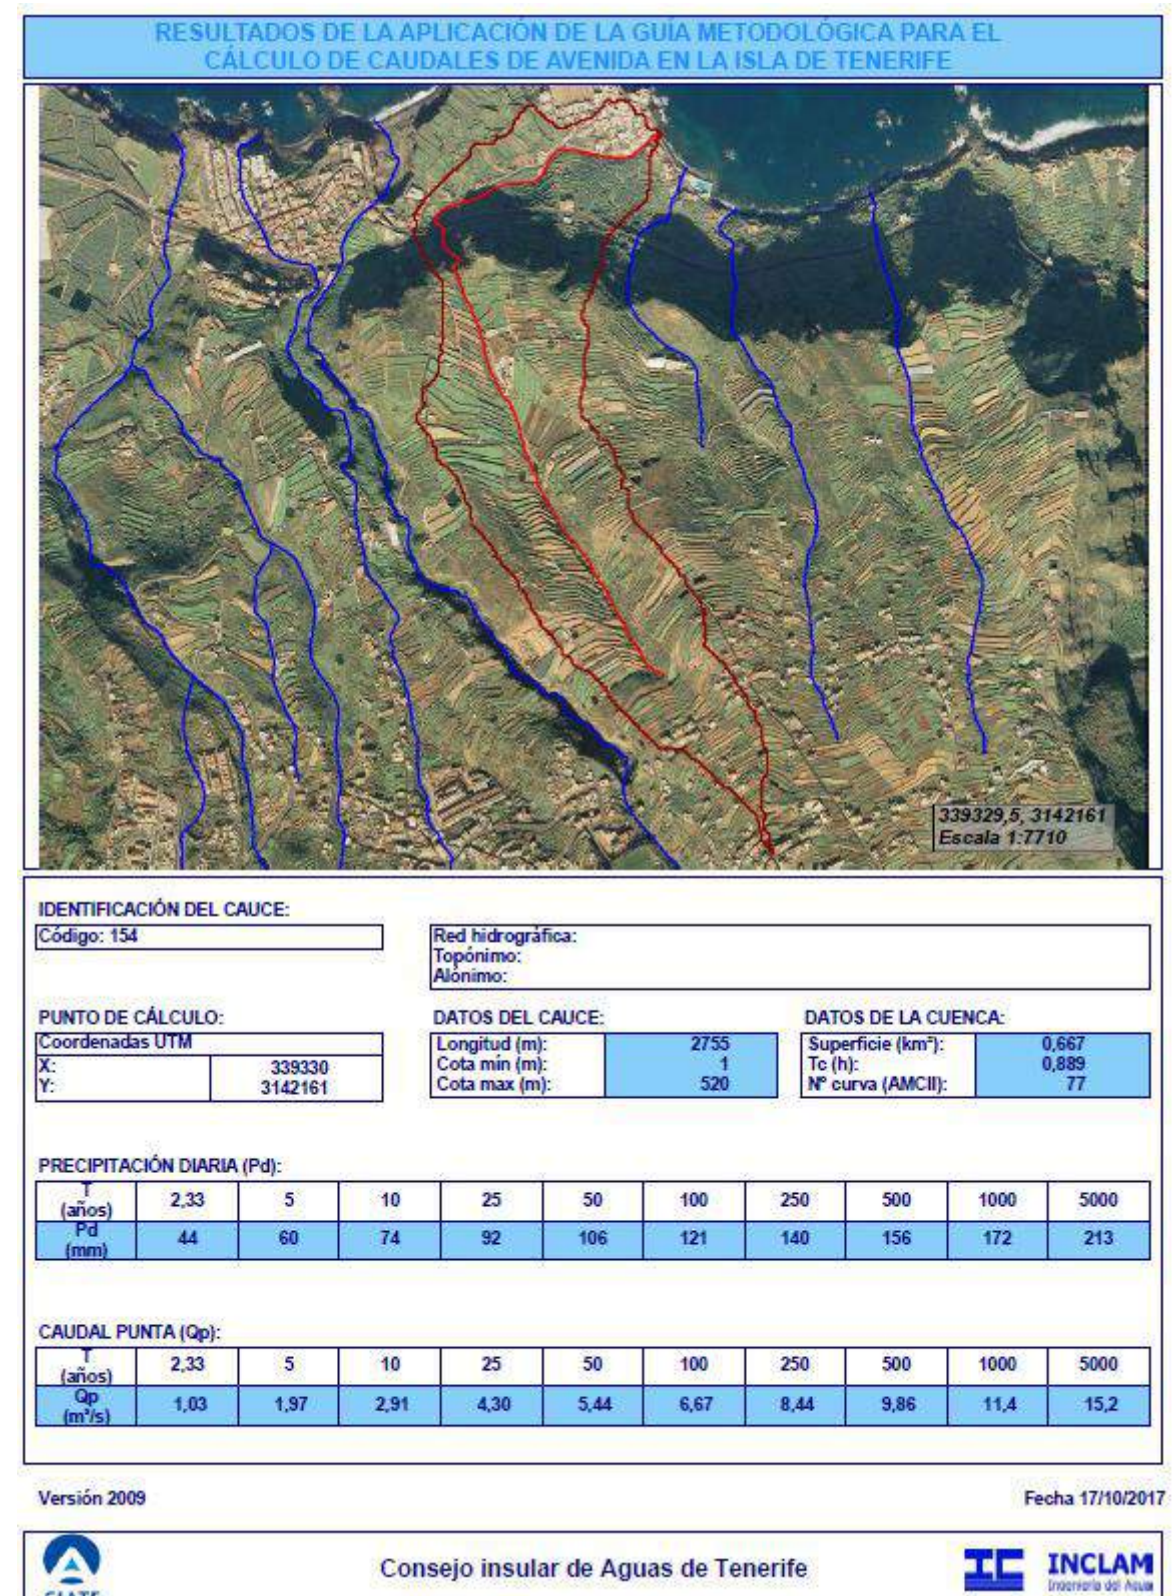 RESULTADOS DE LA APLICACIÓN DE LA GUÍA METODOLÓGICA PARA EL
CÁLCULO DE CAUDALES DE AVENIDA EN LA ISLA DE TENERIFE
339329,5, 3142161
Escala 1:7710
IDENTIFICACIÓN DEL CAUCE:
Código: 154
Red hidrográfica:
Topónimo:
Alónimo:
PUNTO DE CÁLCULO:
Coordenadas UTM
X: 339330
Y: 3142161
DATOS DEL CAUCE:
Longitud (m): 2755
Cota mín (m): 1
Cota max (m): 520
DATOS DE LA CUENCA:
Superficie (km²): 0,667
Tc (h): 0,889
Nº curva (AMCII): 77
PRECIPITACIÓN DIARIA (Pd):
T (años) 2,33 5 10 25 50 100 250 500 1000 5000
Pd (mm) 44 60 74 92 106 121 140 156 172 213
CAUDAL PUNTA (Qp):
T (años) 2,33 5 10 25 50 100 250 500 1000 5000
Qp (m³/s) 1,03 1,97 2,91 4,30 5,44 6,67 8,44 9,86 11,4 15,2
Versión 2009 Fecha 17/10/2017
Consejo insular de Aguas de Tenerife
INCLAM
Ingeniería del Agua